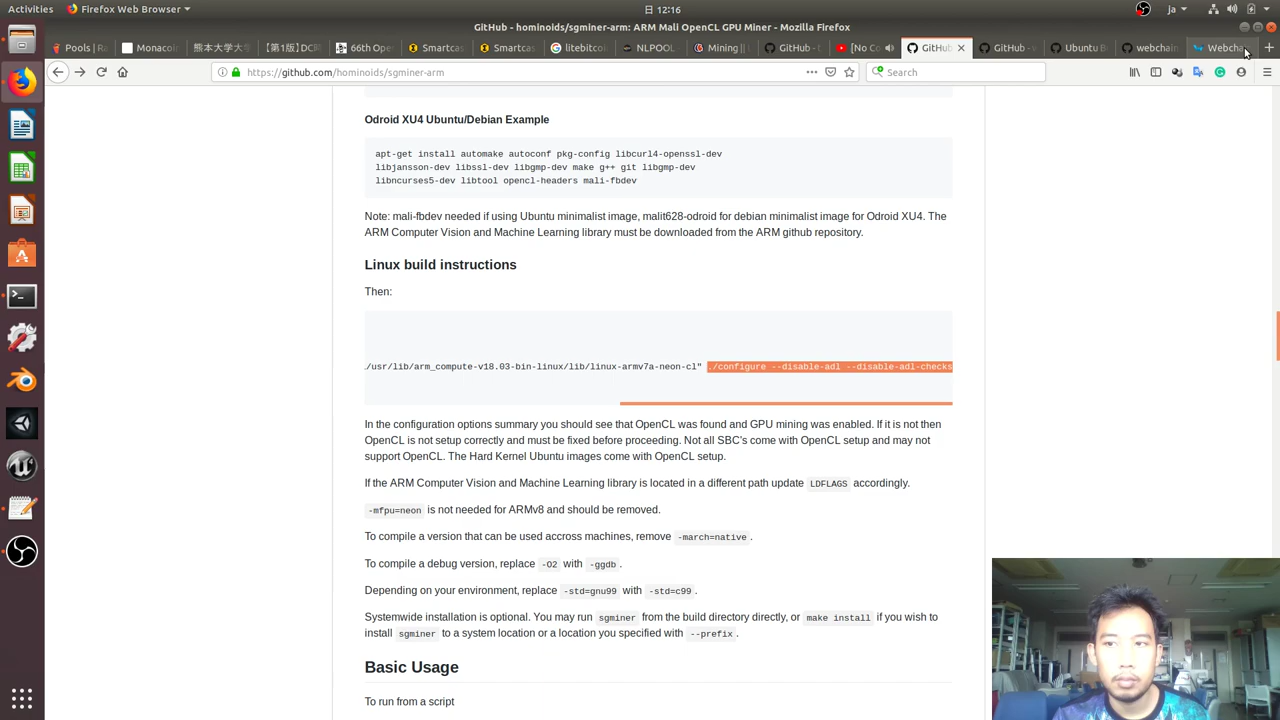 Activities
Firefox Web Browser
日 12:16
ja
GitHub - hominoids/sgminer-arm: ARM Mali OpenCL GPU Miner - Mozilla Firefox
Pools | R
Monacoin
熊本大学大
【第1版】DC
66th Ope
Smartcas
Smartcas
litebitcoin
NLPOOL
Mining |
GitHub -
[No Co
GitHub
GitHub -
Ubuntu B
webchain
Webchai
https://github.com/hominoids/sgminer-arm
Search
Odroid XU4 Ubuntu/Debian Example
apt-get install automake autoconf pkg-config libcurl4-openssl-dev
libjansson-dev libssl-dev libgmp-dev make g++ git libgmp-dev
libncurses5-dev libtool opencl-headers mali-fbdev
Note: mali-fbdev needed if using Ubuntu minimalist image, malit628-odroid for debian minimalist image for Odroid XU4. The
ARM Computer Vision and Machine Learning library must be downloaded from the ARM github repository.
Linux build instructions
Then:
/usr/lib/arm_compute-v18.03-bin-linux/lib/linux-armv7a-neon-cl" ./configure --disable-adl --disable-adl-checks
In the configuration options summary you should see that OpenCL was found and GPU mining was enabled. If it is not then
OpenCL is not setup correctly and must be fixed before proceeding. Not all SBC's come with OpenCL setup and may not
support OpenCL. The Hard Kernel Ubuntu images come with OpenCL setup.
If the ARM Computer Vision and Machine Learning library is located in a different path update LDFLAGS accordingly.
-mfpu=neon is not needed for ARMv8 and should be removed.
To compile a version that can be used accross machines, remove -march=native.
To compile a debug version, replace -O2 with -ggdb.
Depending on your environment, replace -std=gnu99 with -std=c99.
Systemwide installation is optional. You may run sgminer from the build directory directly, or make install if you wish to
install sgminer to a system location or a location you specified with --prefix.
Basic Usage
To run from a script